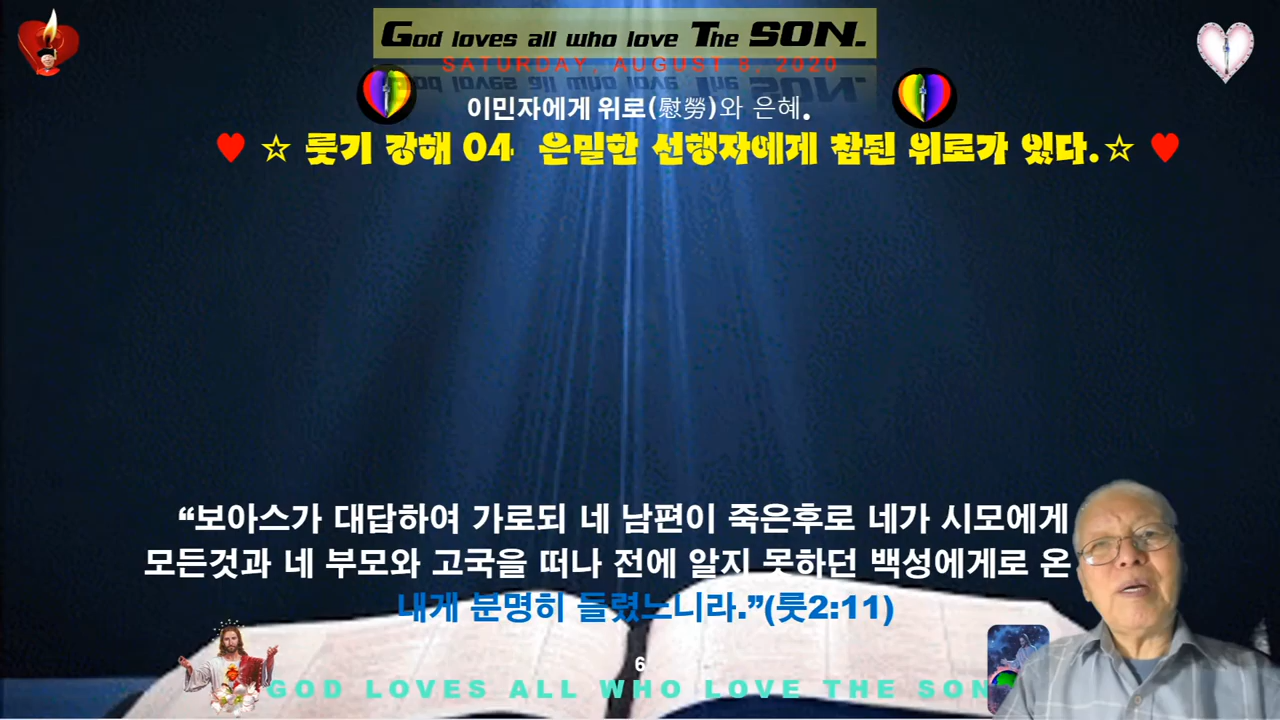 God loves all who love The SON.
SATURDAY, AUGUST 8, 2020
이민자에게 위로(慰勞)와 은혜.
♥ ☆ 룻기 강해 04 은밀한 선행자에게 참된 위로가 있다.☆ ♥
“보아스가 대답하여 가로되 네 남편이 죽은후로 네가 시모에게
모든것과 네 부모와 고국을 떠나 전에 알지 못하던 백성에게로 온
내게 분명히 들렸느니라.”(룻2:11)
6
GOD LOVES ALL WHO LOVE THE SON